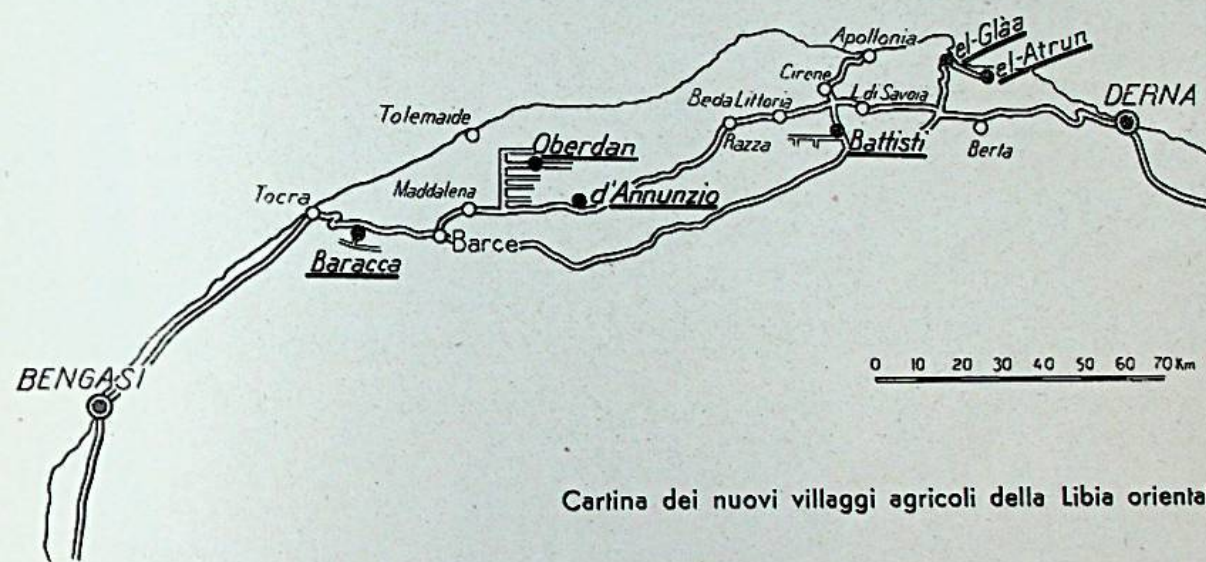 Apollonia
el-Glàa
el-Atrun
Cirene
Beda Littoria
L. di Savoia
DERNA
Tolemaide
Razza
Battisti
Berta
Oberdan
Maddalena
d'Annunzio
Tocra
Barce
Baracca
BENGASI
0 10 20 30 40 50 60 70 Km
Cartina dei nuovi villaggi agricoli della Libia orienta